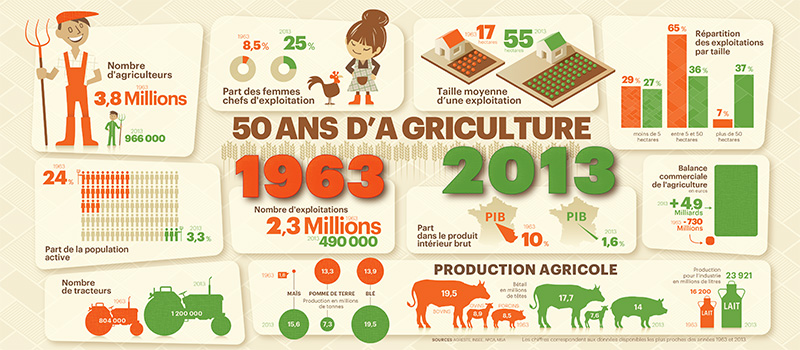 Nombre
d'agriculteurs
1963
3,8 Millions
2013
966 000
1963
8,5%
2013
25%
Part des femmes
chefs d'exploitation
1963
17
hectares
2013
55
hectares
Taille moyenne
d'une exploitation
Répartition
des exploitations
par taille
29%
27%
65%
36%
7%
37%
moins de 5
hectares
entre 5 et 50
hectares
plus de 50
hectares
50 ANS D'AGRICULTURE
1963
2013
1963
24%
2013
3,3%
Part de la population
active
Nombre d'exploitations
1963
2,3 Millions
2013
490 000
Part
dans le produit
intérieur brut
PIB
1963
10%
PIB
2013
1,6%
Balance
commerciale
de l'agriculture
en euros
2013
+4,9
Milliards
1963
-730
Millions
Nombre
de tracteurs
1963
804 000
2013
1 200 000
PRODUCTION AGRICOLE
1963
13,3
13,9
MAÏS
POMME DE TERRE
BLÉ
Production en millions
de tonnes
2013
15,6
7,3
19,5
1963
19,5
BOVINS
8,9
OVINS
8,5
PORCINS
Bétail en
millions
de têtes
17,7
7,6
14
2013
Production
pour l'industrie
en millions de litres
1963
16 200
LAIT
2013
23 921
LAIT
Les chiffres correspondent aux données disponibles les plus proches des années 1963 et 2013